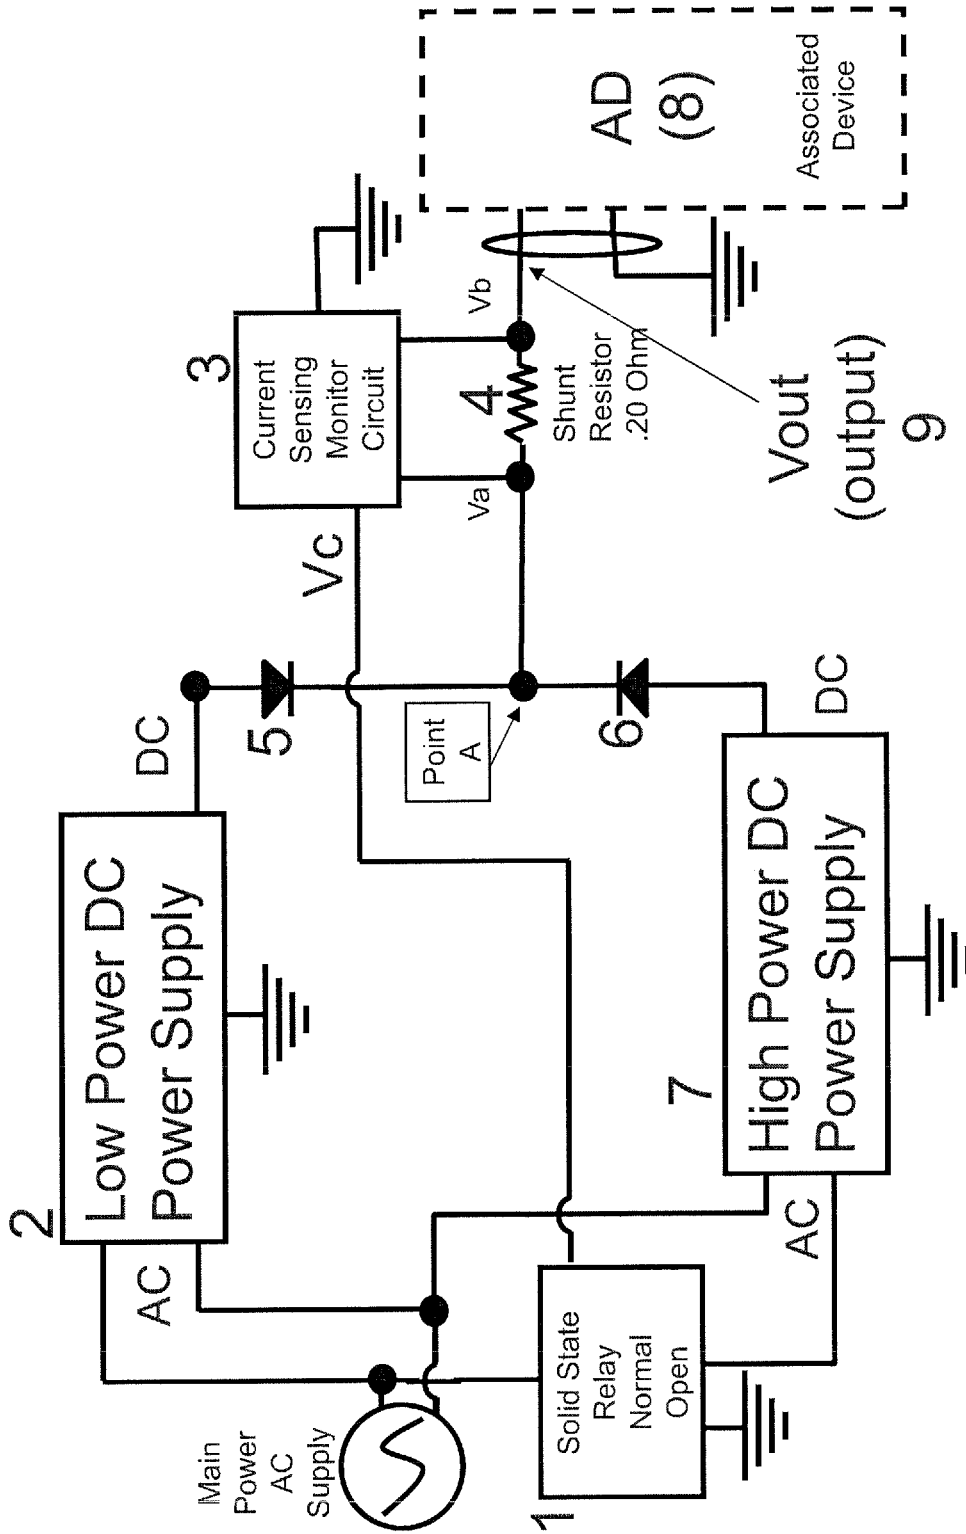 2
Low Power DC
Power Supply
AC
DC
Main
Power
AC
Supply
1
Solid State
Relay
Normal
Open
5
Point
A
6
Vc
3
Current
Sensing
Monitor
Circuit
Va
Vb
4
Shunt
Resistor
.20 Ohm
Vout
(output)
9
AD
(8)
Associated
Device
7
High Power DC
Power Supply
AC
DC